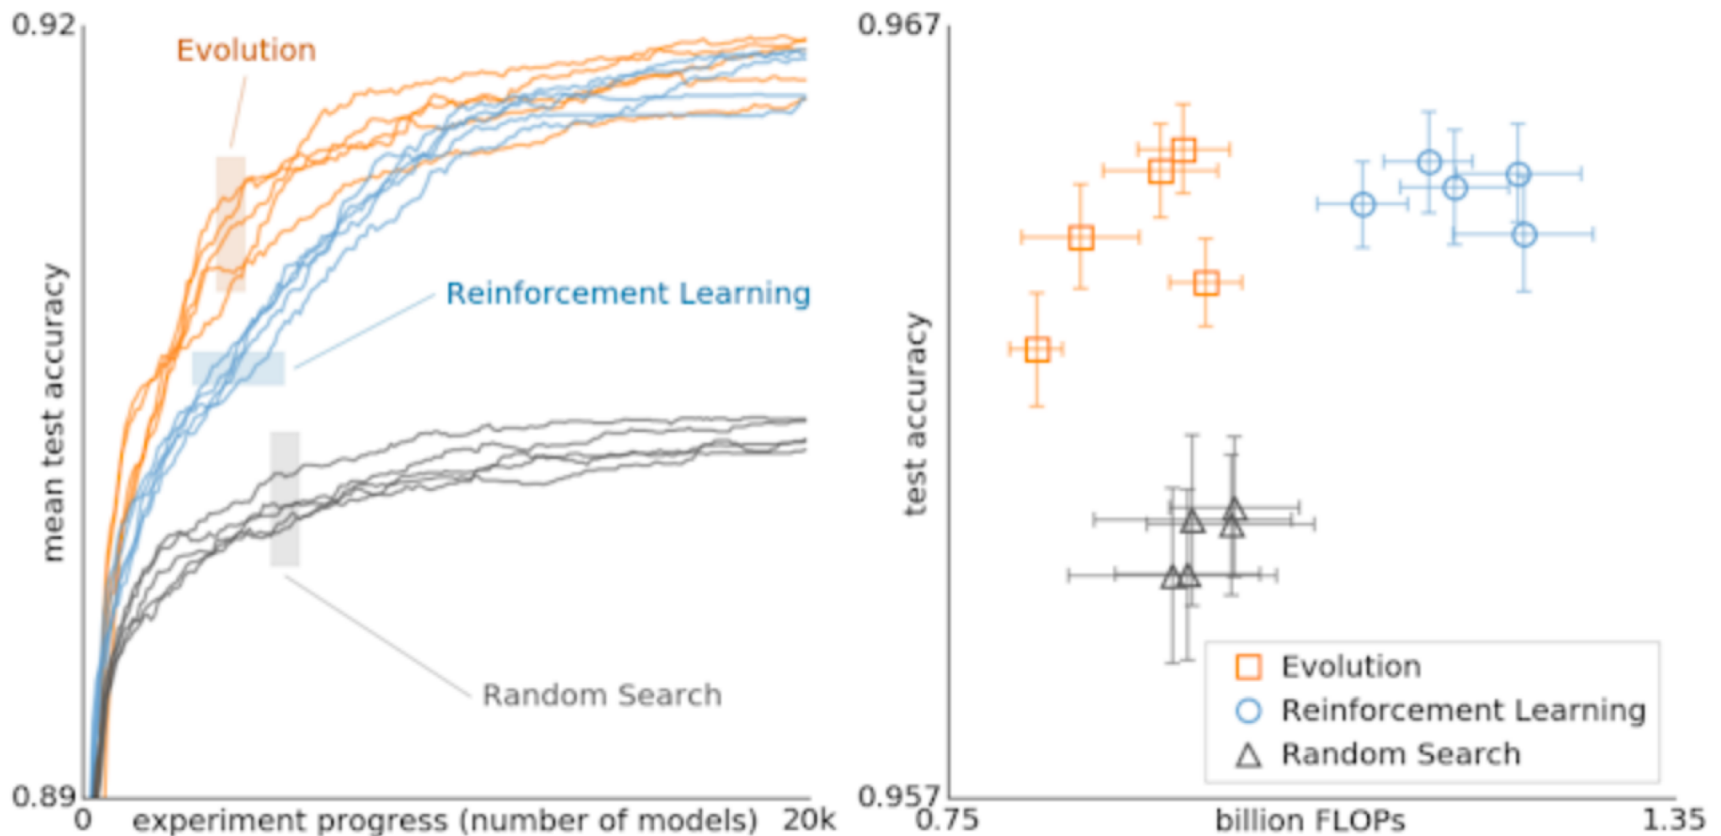 0.92
Evolution
Reinforcement Learning
Random Search
mean test accuracy
0.89
0
experiment progress (number of models)
20k
0.967
test accuracy
Evolution
Reinforcement Learning
Random Search
0.957
0.75
billion FLOPs
1.35